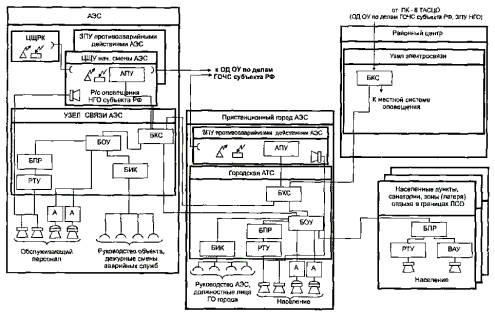 АЭС
ЦЩРК
ЗПУ противоаварийными
действиями АЭС
ЦЩУ нач. смены АЭС
АПУ
Р/с оповещения
НГО субъекта РФ
к ОД ОУ по делам
ГОЧС субъекта РФ
УЗЕЛ СВЯЗИ АЭС
БКС
БОУ
БПР
БИК
РТУ
А
А
Обслуживающий
персонал
Руководство объекта,
дежурные смены
аварийных служб
Пристанционный город АЭС
ЗПУ противоаварийными действиями АЭС
АПУ
Городская АТС
БКС
БОУ
БПР
БИК
РТУ
А
А
Руководство АЭС,
должностные лица
ГО города
Население
от ПК - 8 ТАСЦО
(ОД ОУ по делам ГОЧС субъекта РФ, ЗПУ НГО)
Районный центр
Узел электросвязи
БКС
К местной системе
оповещения
Населенные пункты,
санатории, зоны (лагеря)
отдыха в границах ЛСО
БПР
РТУ
ВАУ
Население